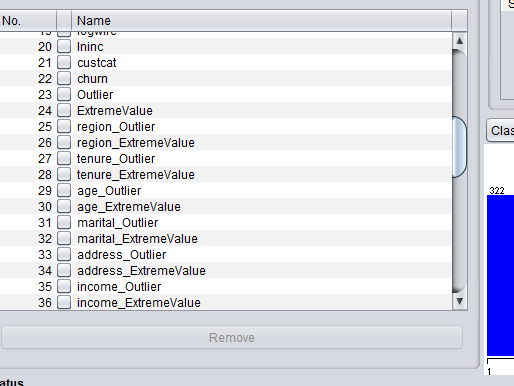 No. Name
20 lninc
21 custcat
22 churn
23 Outlier
24 ExtremeValue
25 region_Outlier
26 region_ExtremeValue
27 tenure_Outlier
28 tenure_ExtremeValue
29 age_Outlier
30 age_ExtremeValue
31 marital_Outlier
32 marital_ExtremeValue
33 address_Outlier
34 address_ExtremeValue
35 income_Outlier
36 income_ExtremeValue
Remove
atus
Clas
322
1